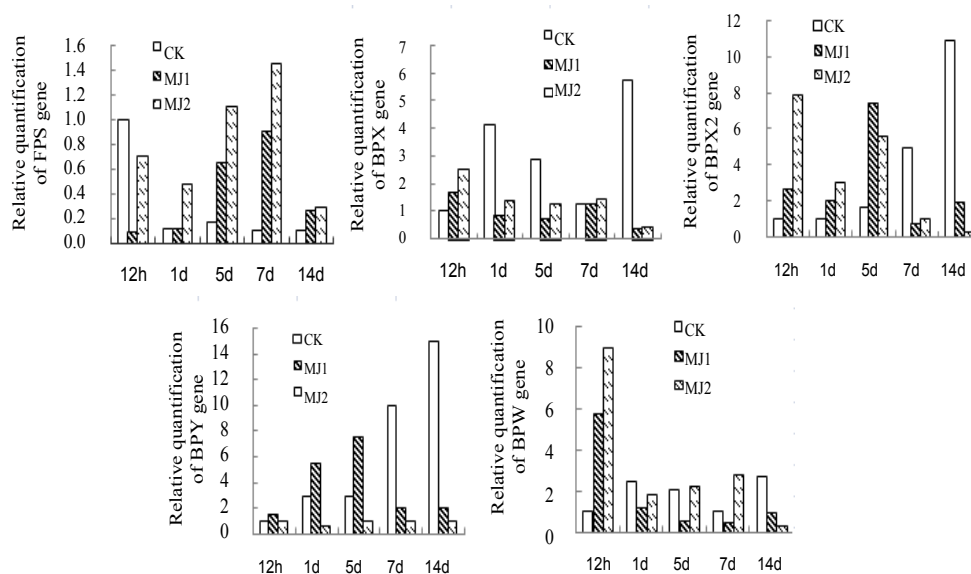 Relative quantification
of FPS gene
1.6
1.4
1.2
1.0
0.8
0.6
0.4
0.2
0.0
CK
MJ1
MJ2
12h 1d 5d 7d 14d
Relative quantification
of BPX gene
7
6
5
4
3
2
1
0
CK
MJ1
MJ2
12h 1d 5d 7d 14d
Relative quantification
of BPX2 gene
12
10
8
6
4
2
0
CK
MJ1
MJ2
12h 1d 5d 7d 14d
Relative quantification
of BPY gene
16
14
12
10
8
6
4
2
0
CK
MJ1
MJ2
12h 1d 5d 7d 14d
Relative quantification
of BPW gene
10
8
6
4
2
0
CK
MJ1
MJ2
12h 1d 5d 7d 14d